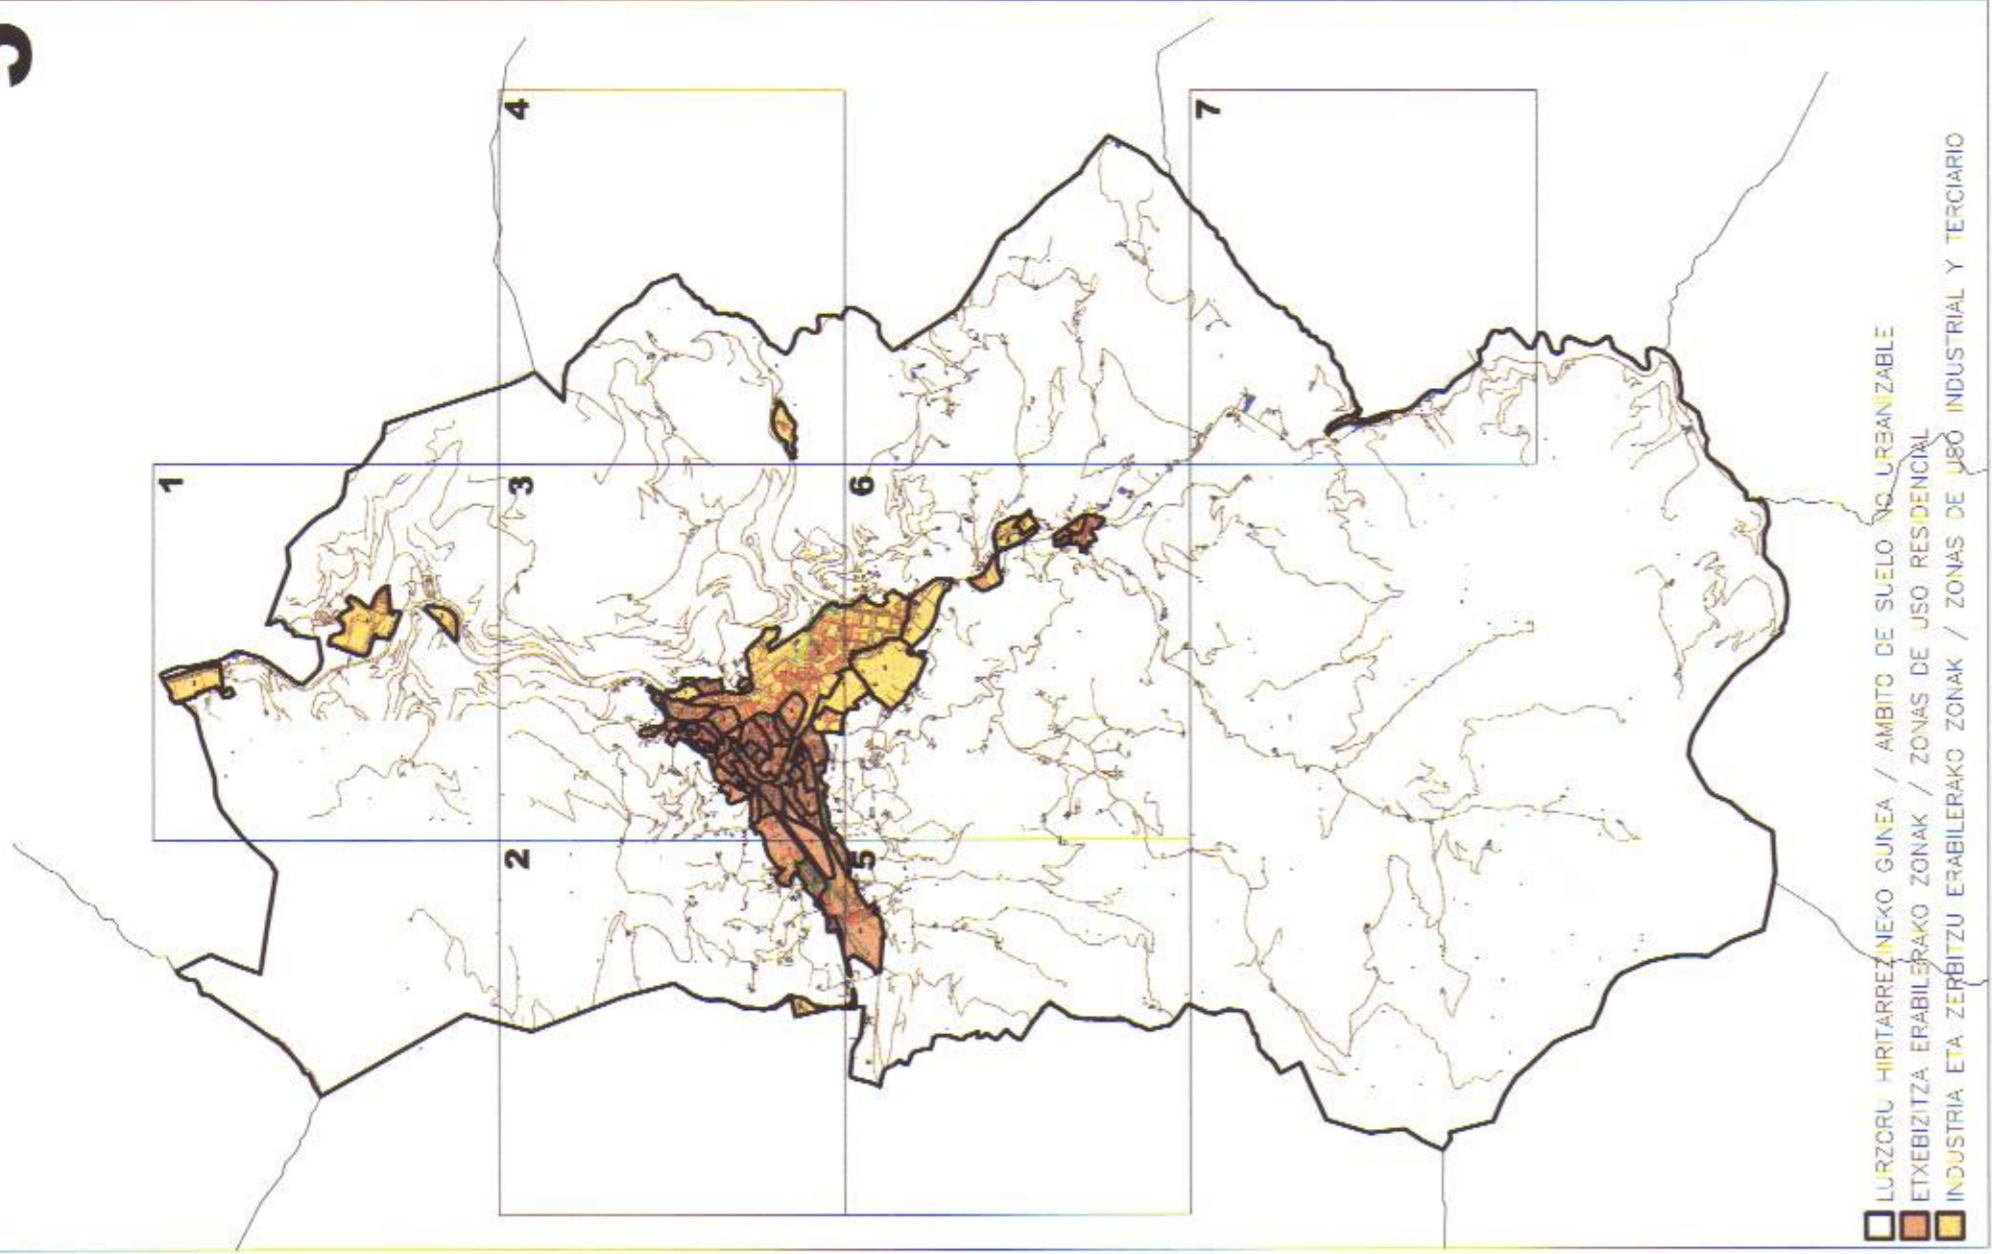 1
2 3 4
5 6
7
LURZORU HIRITARREZINEKO GUNEA / AMBITO DE SUELO NO URBANIZABLE
ETXEBIZITZA ERABILERAKO ZONAK / ZONAS DE USO RESIDENCIAL
INDUSTRIA ETA ZERBITZU ERABILERAKO ZONAK / ZONAS DE USO INDUSTRIAL Y TERCIARIO